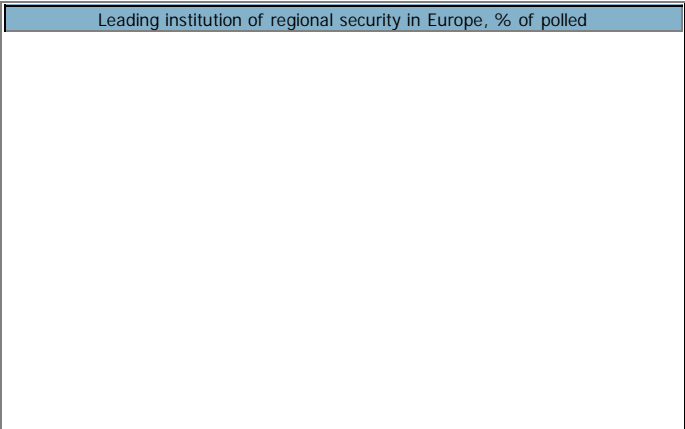 Leading institution of regional security in Europe, % of polled